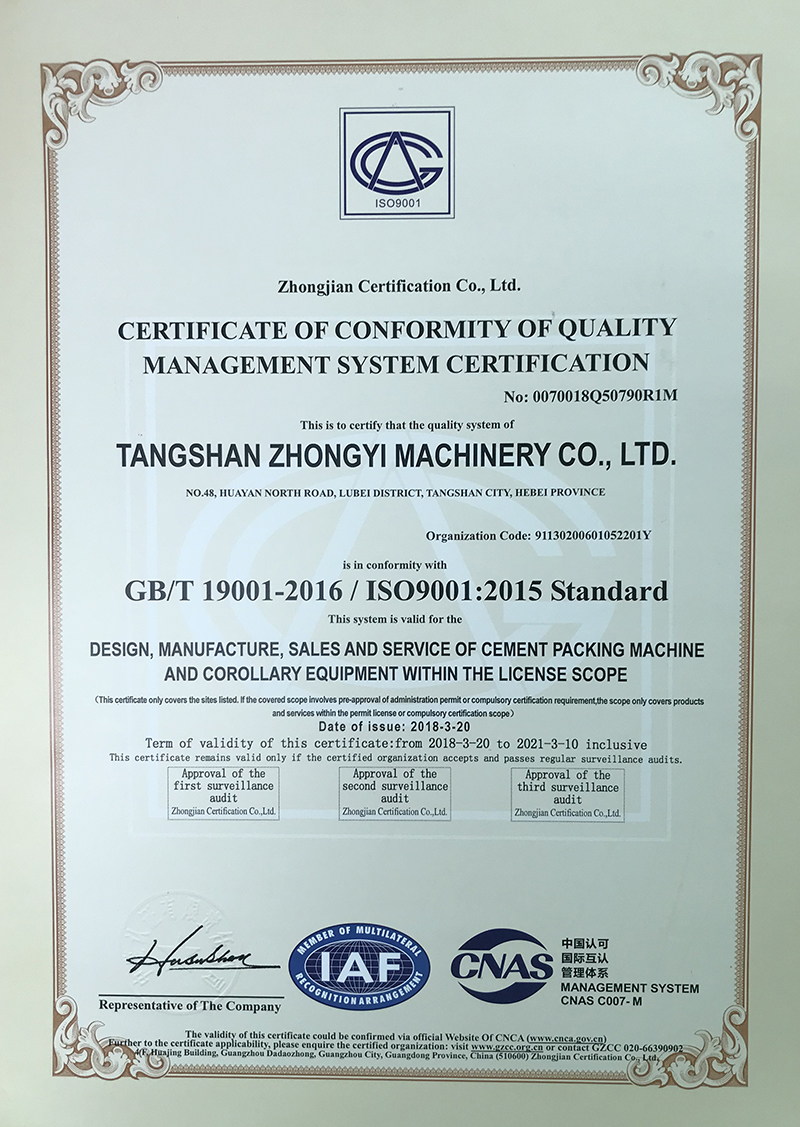 ISO9001
Zhongjian Certification Co., Ltd.
CERTIFICATE OF CONFORMITY OF QUALITY
MANAGEMENT SYSTEM CERTIFICATION
No: 0070018Q50790R1M
This is to certify that the quality system of
TANGSHAN ZHONGYI MACHINERY CO., LTD.
NO.48, HUAYAN NORTH ROAD, LUBEI DISTRICT, TANGSHAN CITY, HEBEI PROVINCE
Organization Code: 91130200601052201Y
is in conformity with
GB/T 19001-2016 / ISO9001:2015 Standard
This system is valid for the
DESIGN, MANUFACTURE, SALES AND SERVICE OF CEMENT PACKING MACHINE
AND COROLLARY EQUIPMENT WITHIN THE LICENSE SCOPE
(This certificate only covers the sites listed. If the covered scope involves pre-approval of administration permit or compulsory certification requirement,the scope only covers products
and services within the permit license or compulsory certification scope)
Date of issue: 2018-3-20
Term of validity of this certificate:from 2018-3-20 to 2021-3-10 inclusive
This certificate remains valid only if the certified organization accepts and passes regular surveillance audits.
Approval of the
first surveillance
audit
Zhongjian Certification Co.,Ltd.
Approval of the
second surveillance
audit
Zhongjian Certification Co.,Ltd.
Approval of the
third surveillance
audit
Zhongjian Certification Co.,Ltd.
Representative of The Company
MEMBER OF MULTILATERAL
IAF
RECOGNITION ARRANGEMENT
CNAS
中国认可
国际互认
管理体系
MANAGEMENT SYSTEM
CNAS C007-M
The validity of this certificate could be confirmed via official Website Of CNCA (www.cnca.gov.cn)
Further to the certificate applicability, please enquire the certified organization: visit www.gzcc.org.cn or contact GZCC 020-66390902
4/F, Huajing Building, Guangzhou Dadaozhong, Guangzhou City, Guangdong Province, China (510600) Zhongjian Certification Co., Ltd.